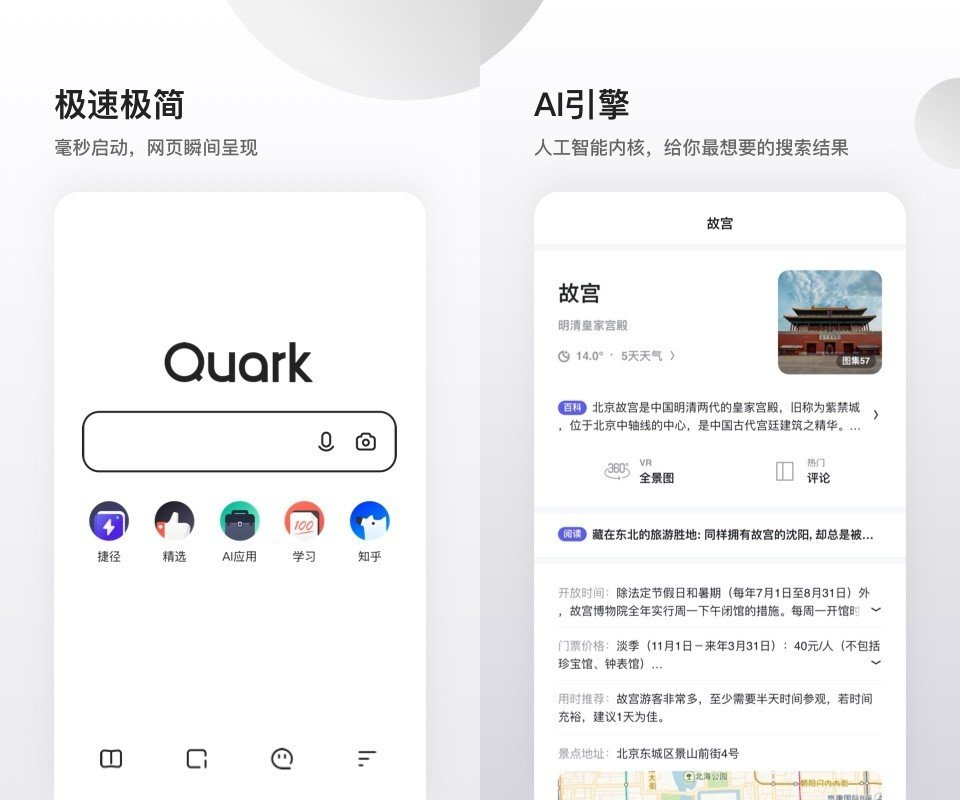 极速极简
毫秒启动，网页瞬间呈现
Quark
100
捷径
精选
AI应用
学习
知乎
AI引擎
人工智能内核，给你最想要的搜索结果
故宫
故宫
明清皇家宫殿
14.0° · 5天天气 〉
图集57
百科 北京故宫是中国明清两代的皇家宫殿，旧称为紫禁城
，位于北京中轴线的中心，是中国古代宫廷建筑之精华。...
360°
VR
全景图
热门
评论
阅读 藏在东北的旅游胜地: 同样拥有故宫的沈阳, 却总是被...
开放时间：除法定节假日和暑期（每年7月1日至8月31日）外
，故宫博物院全年实行周一下午闭馆的措施。每周一开馆时
门票价格：淡季（11月1日－来年3月31日）：40元/人（不包括
珍宝馆、钟表馆）...
用时推荐：故宫游客非常多，至少需要半天时间参观，若时间
充裕，建议1天为佳。
景点地址：北京东城区景山前街4号
北海公园
大街
朝阳门内大街